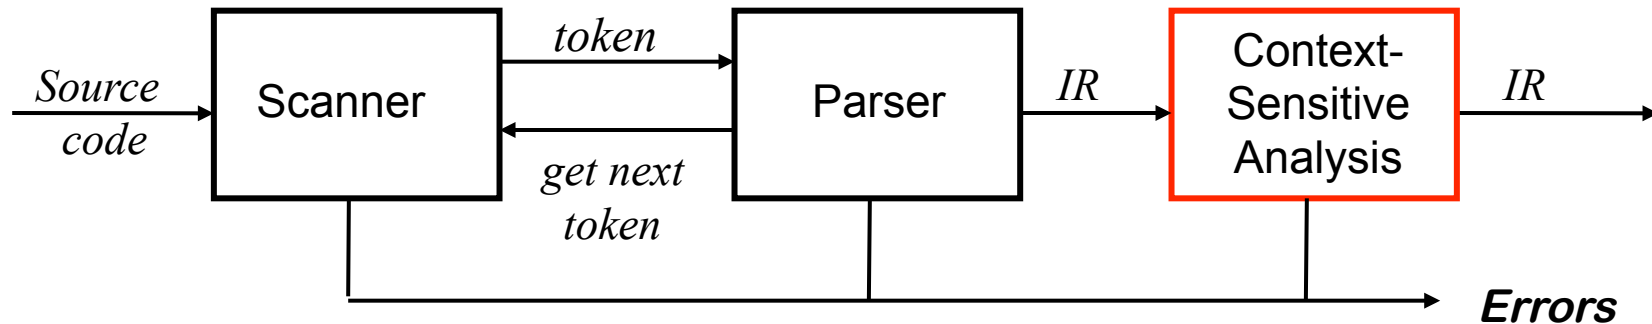 Source
code
Scanner
token
get next
token
Parser
IR
Context-
Sensitive
Analysis
IR
Errors